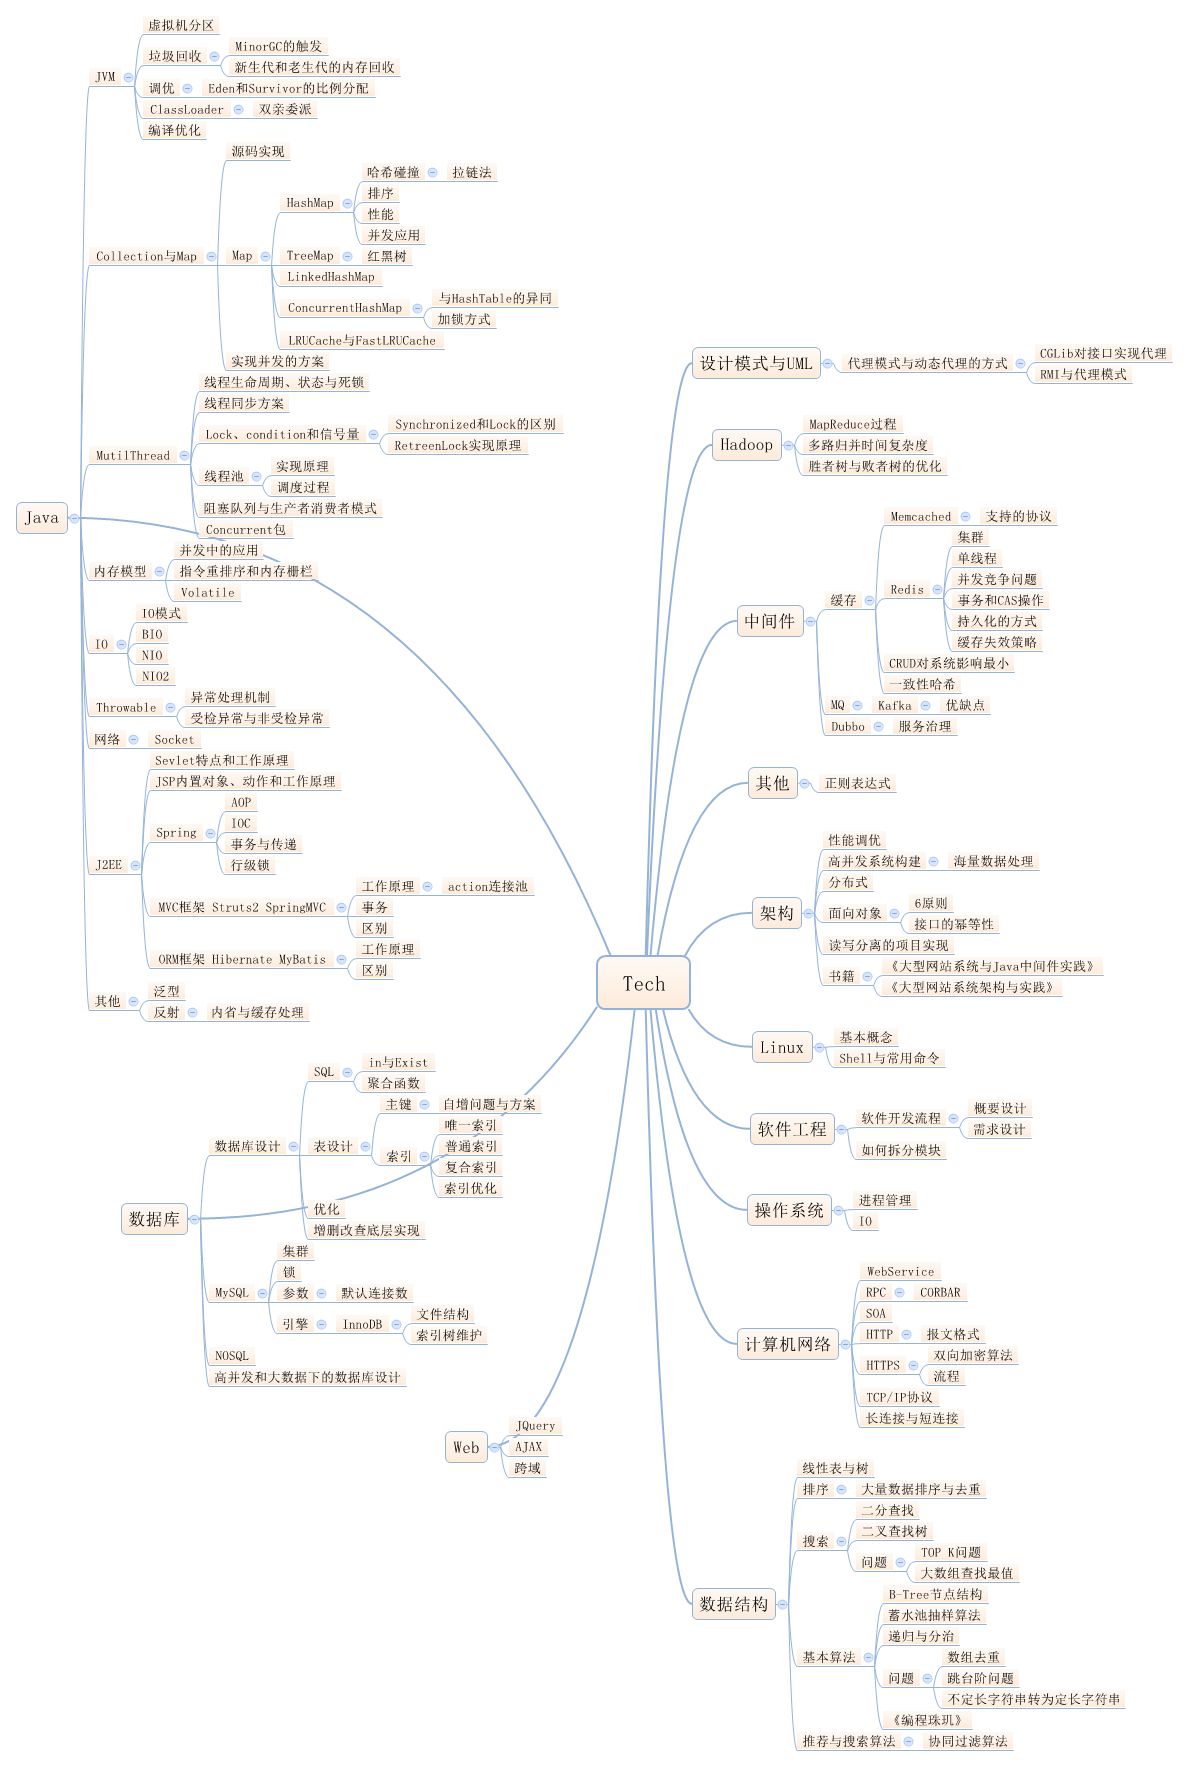 Tech
Java
JVM
虚拟机分区
垃圾回收
MinorGC的触发
新生代和老生代的内存回收
调优
Eden和Survivor的比例分配
ClassLoader
双亲委派
编译优化
Collection与Map
源码实现
Map
HashMap
哈希碰撞
拉链法
排序
性能
并发应用
TreeMap
红黑树
LinkedHashMap
ConcurrentHashMap
与HashTable的异同
加锁方式
LRUCache与FastLRUCache
实现并发的方案
MutilThread
线程生命周期、状态与死锁
线程同步方案
Lock、condition和信号量
Synchronized和Lock的区别
RetreenLock实现原理
线程池
实现原理
调度过程
阻塞队列与生产者消费者模式
Concurrent包
内存模型
并发中的应用
指令重排序和内存栅栏
Volatile
IO
IO模式
BIO
NIO
NIO2
Throwable
异常处理机制
受检异常与非受检异常
网络
Socket
J2EE
Sevlet特点和工作原理
JSP内置对象、动作和工作原理
Spring
AOP
IOC
事务与传递
行级锁
MVC框架 Struts2 SpringMVC
工作原理
action连接池
事务
区别
ORM框架 Hibernate MyBatis
工作原理
区别
其他
泛型
反射
内省与缓存处理
数据库
数据库设计
SQL
in与Exist
聚合函数
表设计
主键
自增问题与方案
索引
唯一索引
普通索引
复合索引
索引优化
优化
增删改查底层实现
MySQL
集群
锁
参数
默认连接数
引擎
InnoDB
文件结构
索引树维护
NOSQL
高并发和大数据下的数据库设计
Web
JQuery
AJAX
跨域
设计模式与UML
代理模式与动态代理的方式
CGLib对接口实现代理
RMI与代理模式
Hadoop
MapReduce过程
多路归并时间复杂度
胜者树与败者树的优化
中间件
缓存
Memcached
支持的协议
Redis
集群
单线程
并发竞争问题
事务和CAS操作
持久化的方式
缓存失效策略
CRUD对系统影响最小
一致性哈希
MQ
Kafka
优缺点
Dubbo
服务治理
其他
正则表达式
架构
性能调优
高并发系统构建
海量数据处理
分布式
面向对象
6原则
接口的幂等性
读写分离的项目实现
书籍
《大型网站系统与Java中间件实践》
《大型网站系统架构与实践》
Linux
基本概念
Shell与常用命令
软件工程
软件开发流程
概要设计
需求设计
如何拆分模块
操作系统
进程管理
IO
计算机网络
WebService
RPC
CORBAR
SOA
HTTP
报文格式
HTTPS
双向加密算法
流程
TCP/IP协议
长连接与短连接
数据结构
线性表与树
排序
大量数据排序与去重
搜索
二分查找
二叉查找树
问题
TOP K问题
大数组查找最值
基本算法
B-Tree节点结构
蓄水池抽样算法
递归与分治
问题
数组去重
跳台阶问题
不定长字符串转为定长字符串
《编程珠玑》
推荐与搜索算法
协同过滤算法